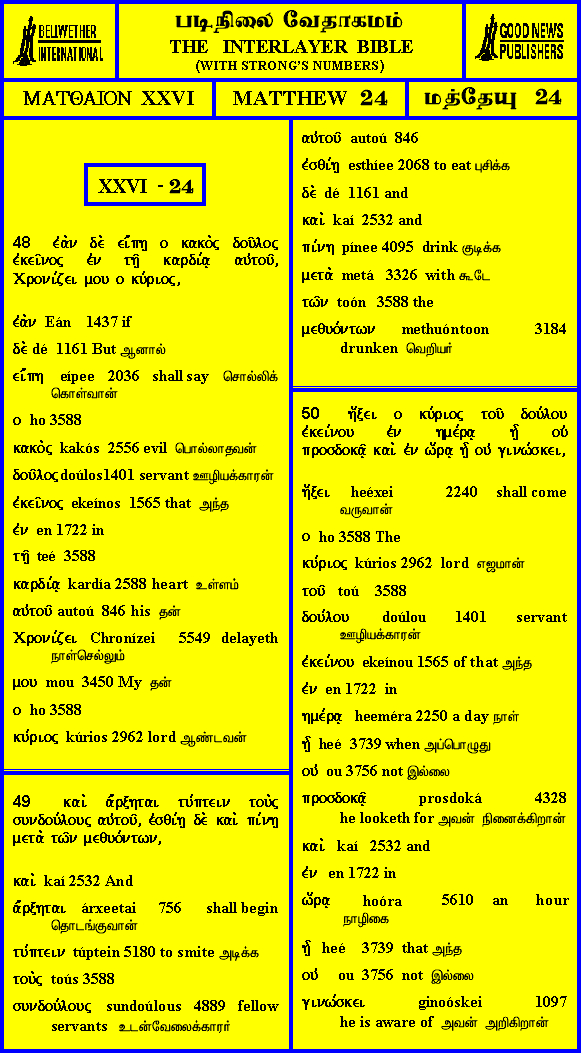 BELLWETHER
INTERNATIONAL
படிநிலை வேதாகமம்
THE INTERLAYER BIBLE
(WITH STRONG'S NUMBERS)
GOOD NEWS
PUBLISHERS
ΜΑΤΘΑΙΟΝ XXVI
MATTHEW 24
மத்தேயு 24
XXVI - 24
48 ἐὰν δὲ εἴπῃ ο κακὸς δοῦλος
ἐκεῖνος ἐν τῇ καρδίᾳ αὐτοῦ,
Χρονίζει μου ο κύριος,
ἐὰν Eán 1437 if
δὲ dé 1161 But ஆனால்
εἴπῃ eípee 2036 shall say சொல்லிக்
கொள்வான்
ο ho 3588
κακὸς kakós 2556 evil பொல்லாதவன்
δοῦλος doúlos1401 servant ஊழியக்காரன்
ἐκεῖνος ekeínos 1565 that அந்த
ἐν en 1722 in
τῇ teé 3588
καρδίᾳ kardía 2588 heart உள்ளம்
αὐτοῦ autoú 846 his தன்
Χρονίζει Chronízei 5549 delayeth
நாள்செல்லும்
μου mou 3450 My தன்
ο ho 3588
κύριος kúrios 2962 lord ஆண்டவன்
49 καὶ ἄρξηται τύπτειν τοὺς
συνδούλους αὐτοῦ, ἐσθίῃ δὲ καὶ πίνῃ
μετὰ τῶν μεθυόντων,
καὶ kaí 2532 And
ἄρξηται árxeetai 756 shall begin
தொடங்குவான்
τύπτειν túptein 5180 to smite அடிக்க
τοὺς toús 3588
συνδούλους sundoúlous 4889 fellow
servants உடன்வேலைக்காரர்
αὐτοῦ autoú 846
ἐσθίῃ esthíee 2068 to eat புசிக்க
δὲ dé 1161 and
καὶ kaí 2532 and
πίνῃ pínee 4095 drink குடிக்க
μετὰ metá 3326 with கூடே
τῶν toón 3588 the
μεθυόντων methuóntoon 3184
drunken வெறியர்
50 ἥξει ο κύριος τοῦ δούλου
ἐκείνου ἐν ημέρᾳ ᾗ οὐ
προσδοκᾷ καὶ ἐν ὥρᾳ ᾗ οὐ γινώσκει,
ἥξει heéxei 2240 shall come
வருவான்
ο ho 3588 The
κύριος kúrios 2962 lord எஜமான்
τοῦ toú 3588
δούλου doúlou 1401 servant
ஊழியக்காரன்
ἐκείνου ekeínou 1565 of that அந்த
ἐν en 1722 in
ημέρᾳ heeméra 2250 a day நாள்
ᾗ heé 3739 when அப்பொழுது
οὐ ou 3756 not இல்லை
προσδοκᾷ prosdoká 4328
he looketh for அவன் நினைக்கிறான்
καὶ kaí 2532 and
ἐν en 1722 in
ὥρᾳ hoóra 5610 an hour
நாழிகை
ᾗ heé 3739 that அந்த
οὐ ou 3756 not இல்லை
γινώσκει ginoóskei 1097
he is aware of அவன் அறிகிறான்